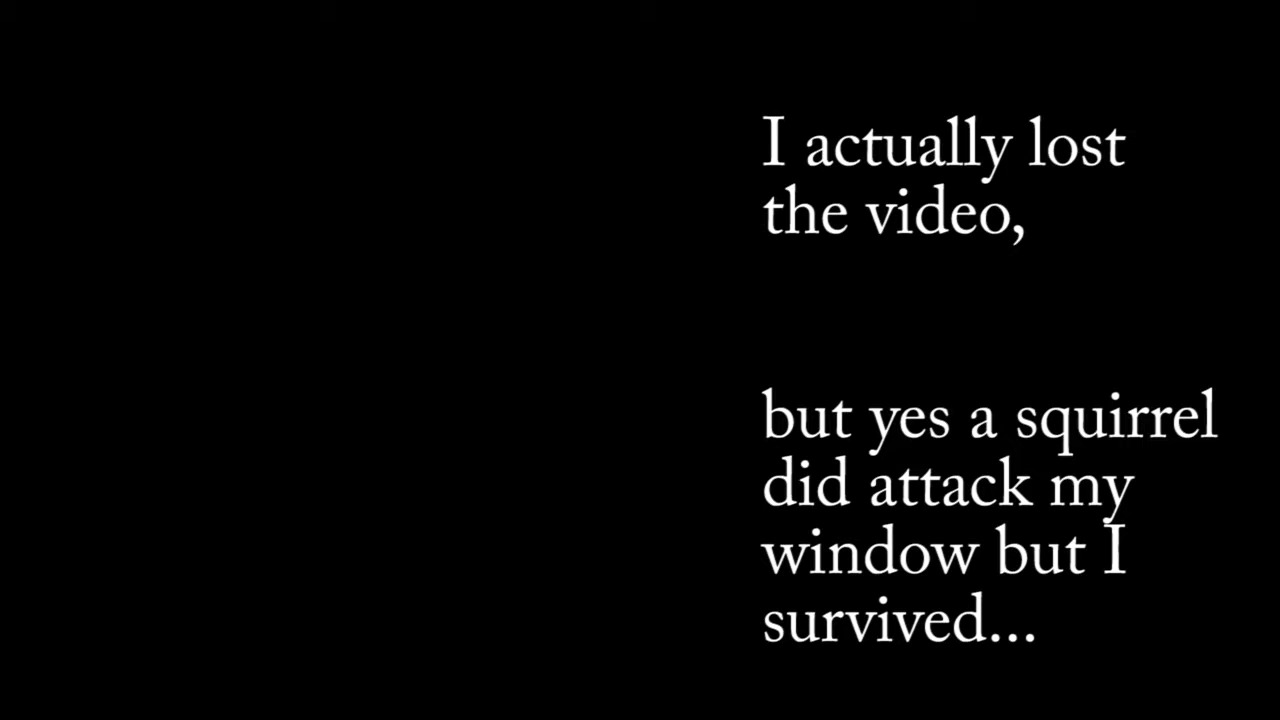 I actually lost
the video,
but yes a squirrel
did attack my
window but I
survived...